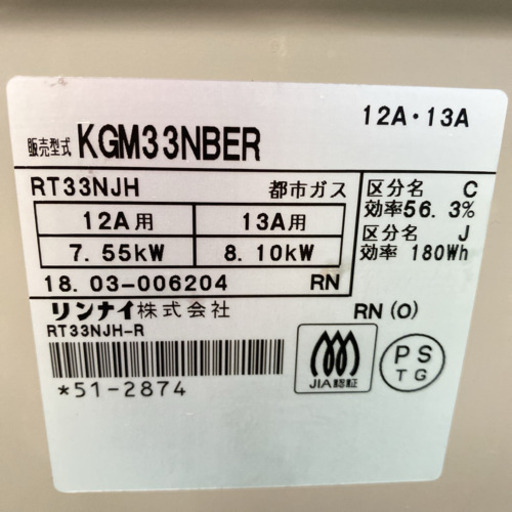 12A・13A
販売型式 KGM33NBER
RT33NJH 都市ガス
12A用 13A用
7.55kW 8.10kW
18.03-006204 RN
区分名 C
効率56.3%
区分名 J
効率 180Wh
リンナイ株式会社 RN(O)
RT33NJH-R
*51-2874
JIA認証
PS
TG